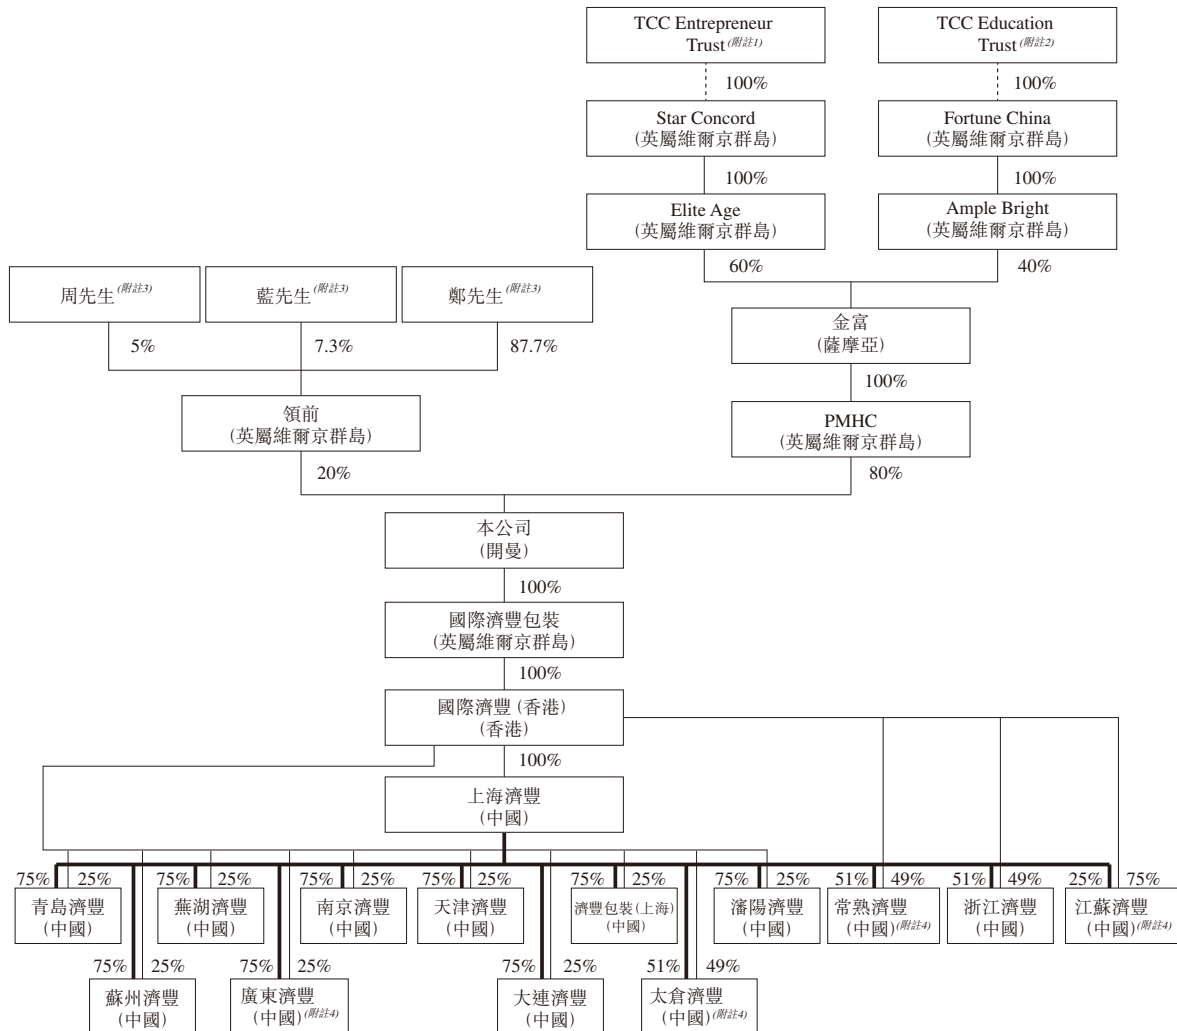 TCC Entrepreneur
Trust(附註1)
TCC Education
Trust(附註2)
100%
100%
Star Concord
(英屬維爾京群島)
Fortune China
(英屬維爾京群島)
100%
100%
Elite Age
(英屬維爾京群島)
Ample Bright
(英屬維爾京群島)
60%
40%
周先生(附註3)
藍先生(附註3)
鄭先生(附註3)
金富
(薩摩亞)
5%
7.3%
87.7%
100%
領前
(英屬維爾京群島)
PMHC
(英屬維爾京群島)
20%
80%
本公司
(開曼)
100%
國際濟豐包裝
(英屬維爾京群島)
100%
國際濟豐(香港)
(香港)
100%
上海濟豐
(中國)
75% 25%
75% 25%
75% 25%
75% 25%
75% 25%
75% 25%
51% 49%
51% 49%
25% 75%
青島濟豐
(中國)
蕪湖濟豐
(中國)
南京濟豐
(中國)
天津濟豐
(中國)
濟豐包裝(上海)
(中國)
瀋陽濟豐
(中國)
常熟濟豐
(中國)(附註4)
浙江濟豐
(中國)
江蘇濟豐
(中國)(附註4)
75% 25%
75% 25%
75% 25%
51% 49%
蘇州濟豐
(中國)
廣東濟豐
(中國)(附註4)
大連濟豐
(中國)
太倉濟豐
(中國)(附註4)